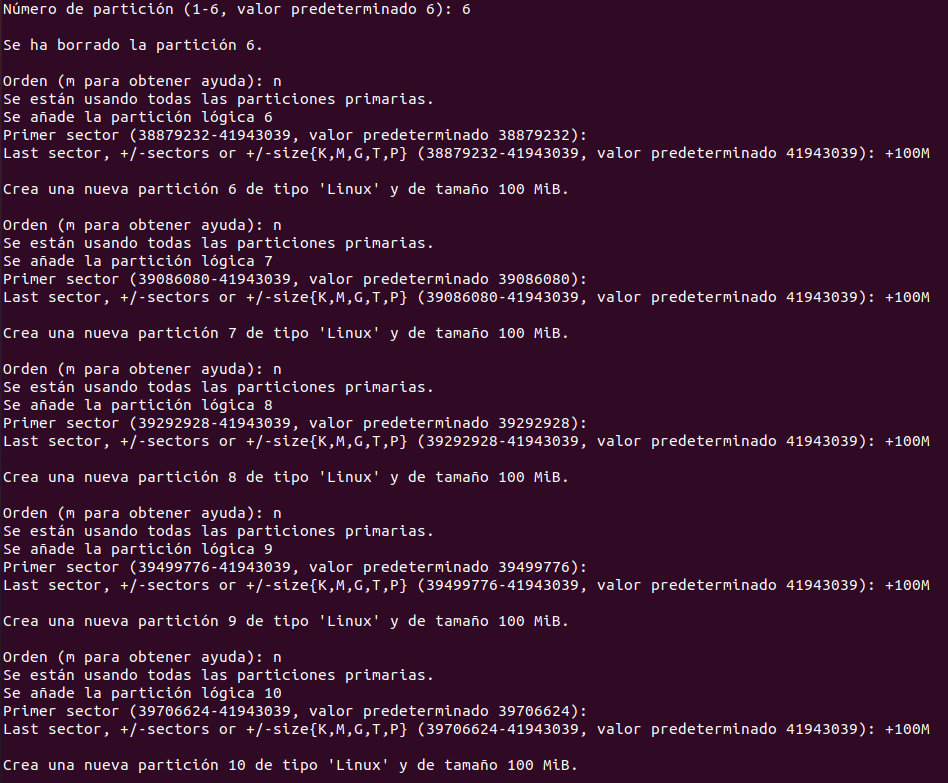 Número de partición (1-6, valor predeterminado 6): 6
Se ha borrado la partición 6.
Orden (m para obtener ayuda): n
Se están usando todas las particiones primarias.
Se añade la partición lógica 6
Primer sector (38879232-41943039, valor predeterminado 38879232):
Last sector, +/-sectors or +/-size{K,M,G,T,P} (38879232-41943039, valor predeterminado 41943039): +100M
Crea una nueva partición 6 de tipo 'Linux' y de tamaño 100 MiB.
Orden (m para obtener ayuda): n
Se están usando todas las particiones primarias.
Se añade la partición lógica 7
Primer sector (39086080-41943039, valor predeterminado 39086080):
Last sector, +/-sectors or +/-size{K,M,G,T,P} (39086080-41943039, valor predeterminado 41943039): +100M
Crea una nueva partición 7 de tipo 'Linux' y de tamaño 100 MiB.
Orden (m para obtener ayuda): n
Se están usando todas las particiones primarias.
Se añade la partición lógica 8
Primer sector (39292928-41943039, valor predeterminado 39292928):
Last sector, +/-sectors or +/-size{K,M,G,T,P} (39292928-41943039, valor predeterminado 41943039): +100M
Crea una nueva partición 8 de tipo 'Linux' y de tamaño 100 MiB.
Orden (m para obtener ayuda): n
Se están usando todas las particiones primarias.
Se añade la partición lógica 9
Primer sector (39499776-41943039, valor predeterminado 39499776):
Last sector, +/-sectors or +/-size{K,M,G,T,P} (39499776-41943039, valor predeterminado 41943039): +100M
Crea una nueva partición 9 de tipo 'Linux' y de tamaño 100 MiB.
Orden (m para obtener ayuda): n
Se están usando todas las particiones primarias.
Se añade la partición lógica 10
Primer sector (39706624-41943039, valor predeterminado 39706624):
Last sector, +/-sectors or +/-size{K,M,G,T,P} (39706624-41943039, valor predeterminado 41943039): +100M
Crea una nueva partición 10 de tipo 'Linux' y de tamaño 100 MiB.